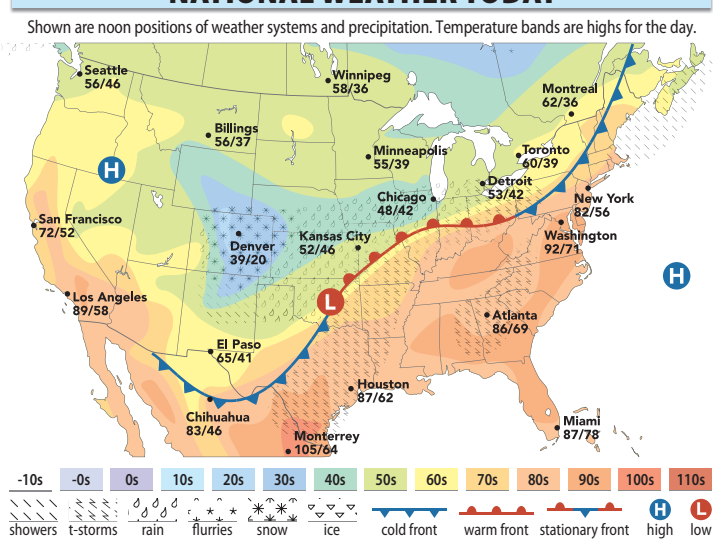 NATIONAL WEATHER TODAY
Shown are noon positions of weather systems and precipitation. Temperature bands are highs for the day.
Seattle
56/46
Winnipeg
58/36
Montreal
62/36
Billings
56/37
Minneapolis
55/39
Toronto
60/39
H
Detroit
53/42
Chicago
48/42
New York
82/56
San Francisco
72/52
Denver
39/20
Kansas City
52/46
Washington
92/71
H
Los Angeles
89/58
L
Atlanta
86/69
El Paso
65/41
Houston
87/62
Chihuahua
83/46
Miami
87/78
Monterrey
105/64
-10s -0s 0s 10s 20s 30s 40s 50s 60s 70s 80s 90s 100s 110s
H L
showers t-storms rain flurries snow ice cold front warm front stationary front high low